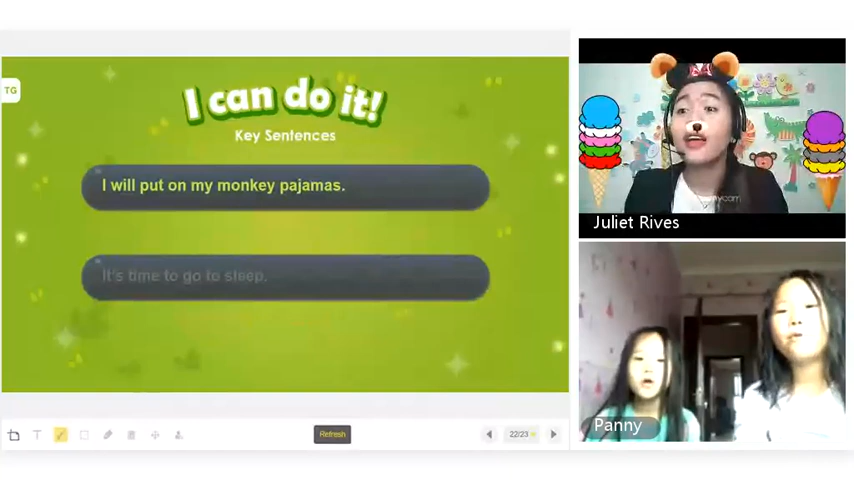 TG
I can do it!
Key Sentences
I will put on my monkey pajamas.
It's time to go to sleep.
T
Refresh
22/23
Juliet Rives
Panny